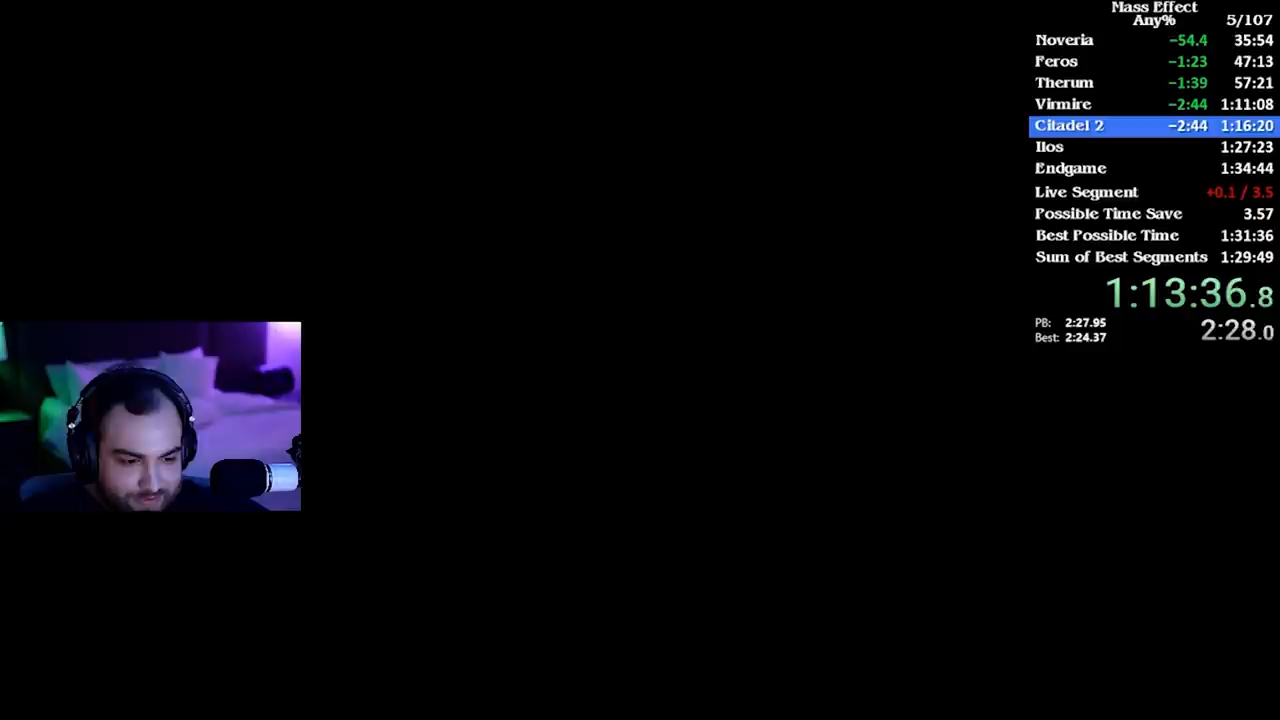 Mass Effect
Any% 5/107
Noveria −54.4 35:54
Feros −1:23 47:13
Therum −1:39 57:21
Virmire −2:44 1:11:08
Citadel 2 −2:44 1:16:20
Ilos 1:27:23
Endgame 1:34:44
Live Segment +0.1 / 3.5
Possible Time Save 3.57
Best Possible Time 1:31:36
Sum of Best Segments 1:29:49
1:13:36.8
PB: 2:27.95 2:28.0
Best: 2:24.37